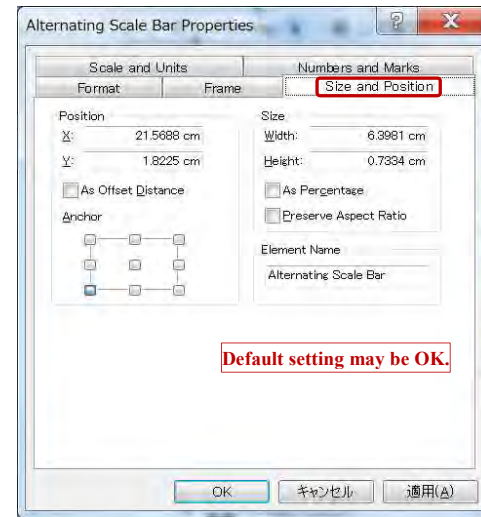 Alternating Scale Bar Properties
Scale and Units Numbers and Marks
Format Frame Size and Position
Position Size
X: 21.5688 cm Width: 6.3981 cm
Y: 1.8225 cm Height: 0.7334 cm
As Offset Distance As Percentage
Anchor Preserve Aspect Ratio
Element Name
Alternating Scale Bar
Default setting may be OK.
OK キャンセル 適用(A)